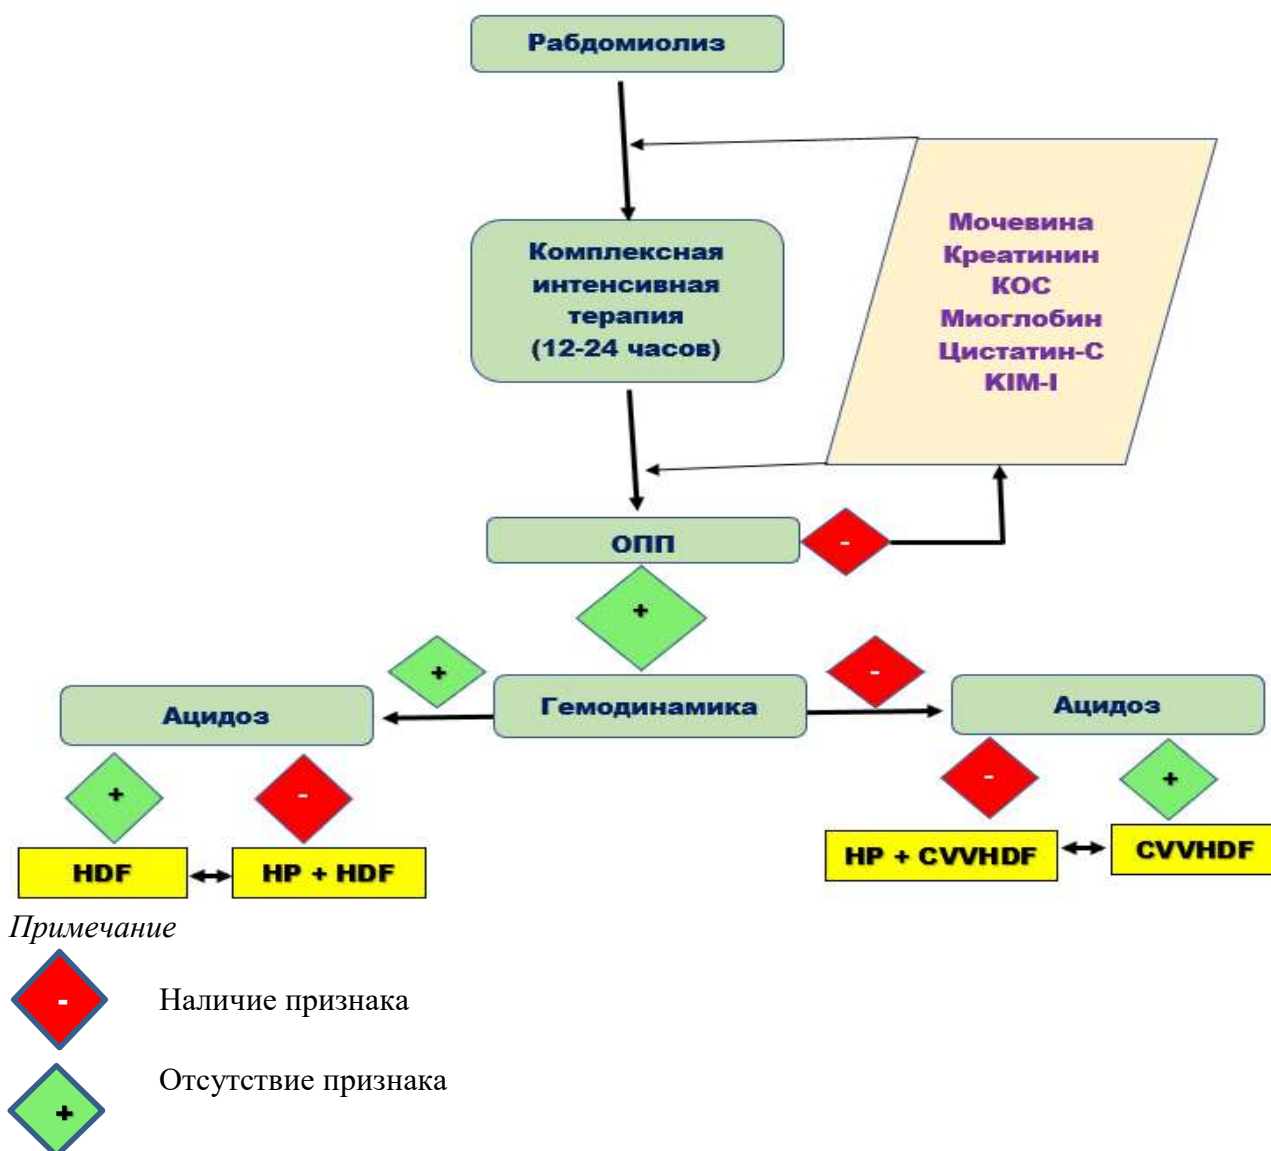 Рабдомиолиз
Комплексная
интенсивная
терапия
(12-24 часов)
Мочевина
Креатинин
КОС
Миоглобин
Цистатин-С
KIM-I
ОПП
-
+
+
-
Ацидоз
Гемодинамика
Ацидоз
+
-
-
+
HDF
HP + HDF
HP + CVVHDF
CVVHDF
Примечание
-
Наличие признака
Отсутствие признака
+